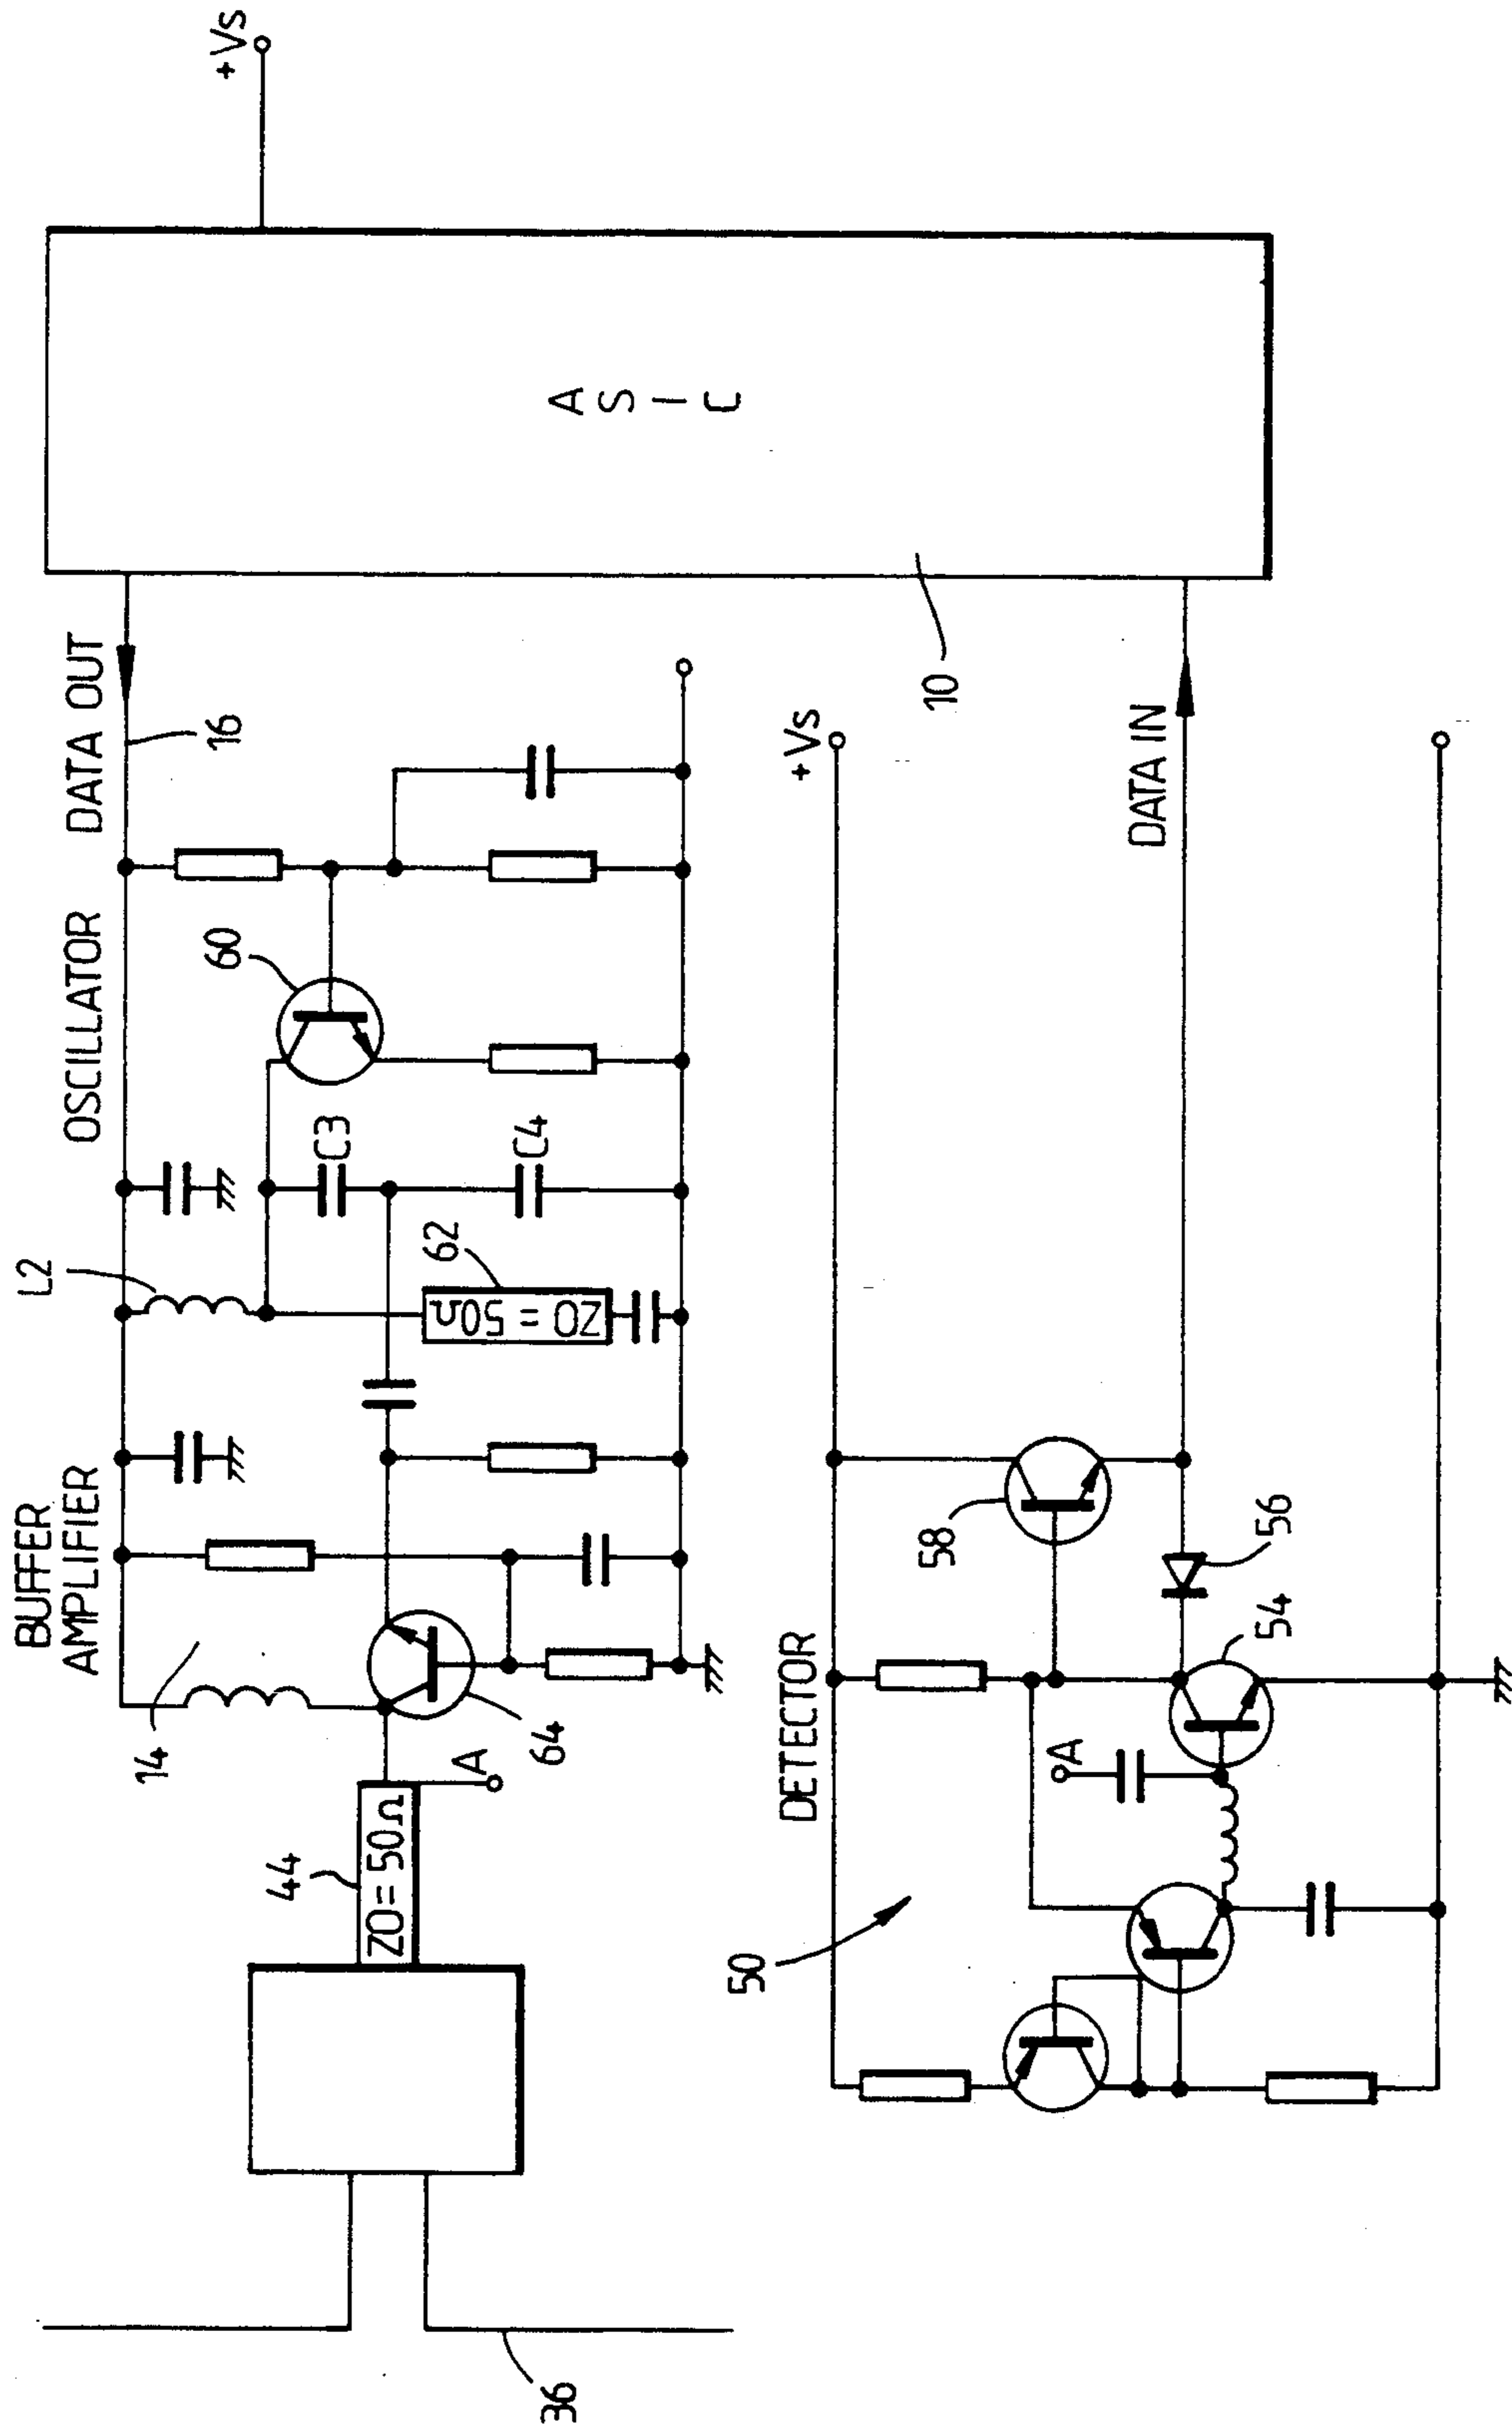 36
44
ZO = 50Ω
A
14
BUFFER
AMPLIFIER
64
L2
62
ZO = 50Ω
C3
C4
OSCILLATOR
60
DATA OUT
16
ASIC
+Vs
10
50
DETECTOR
A
54
56
58
+Vs
DATA IN